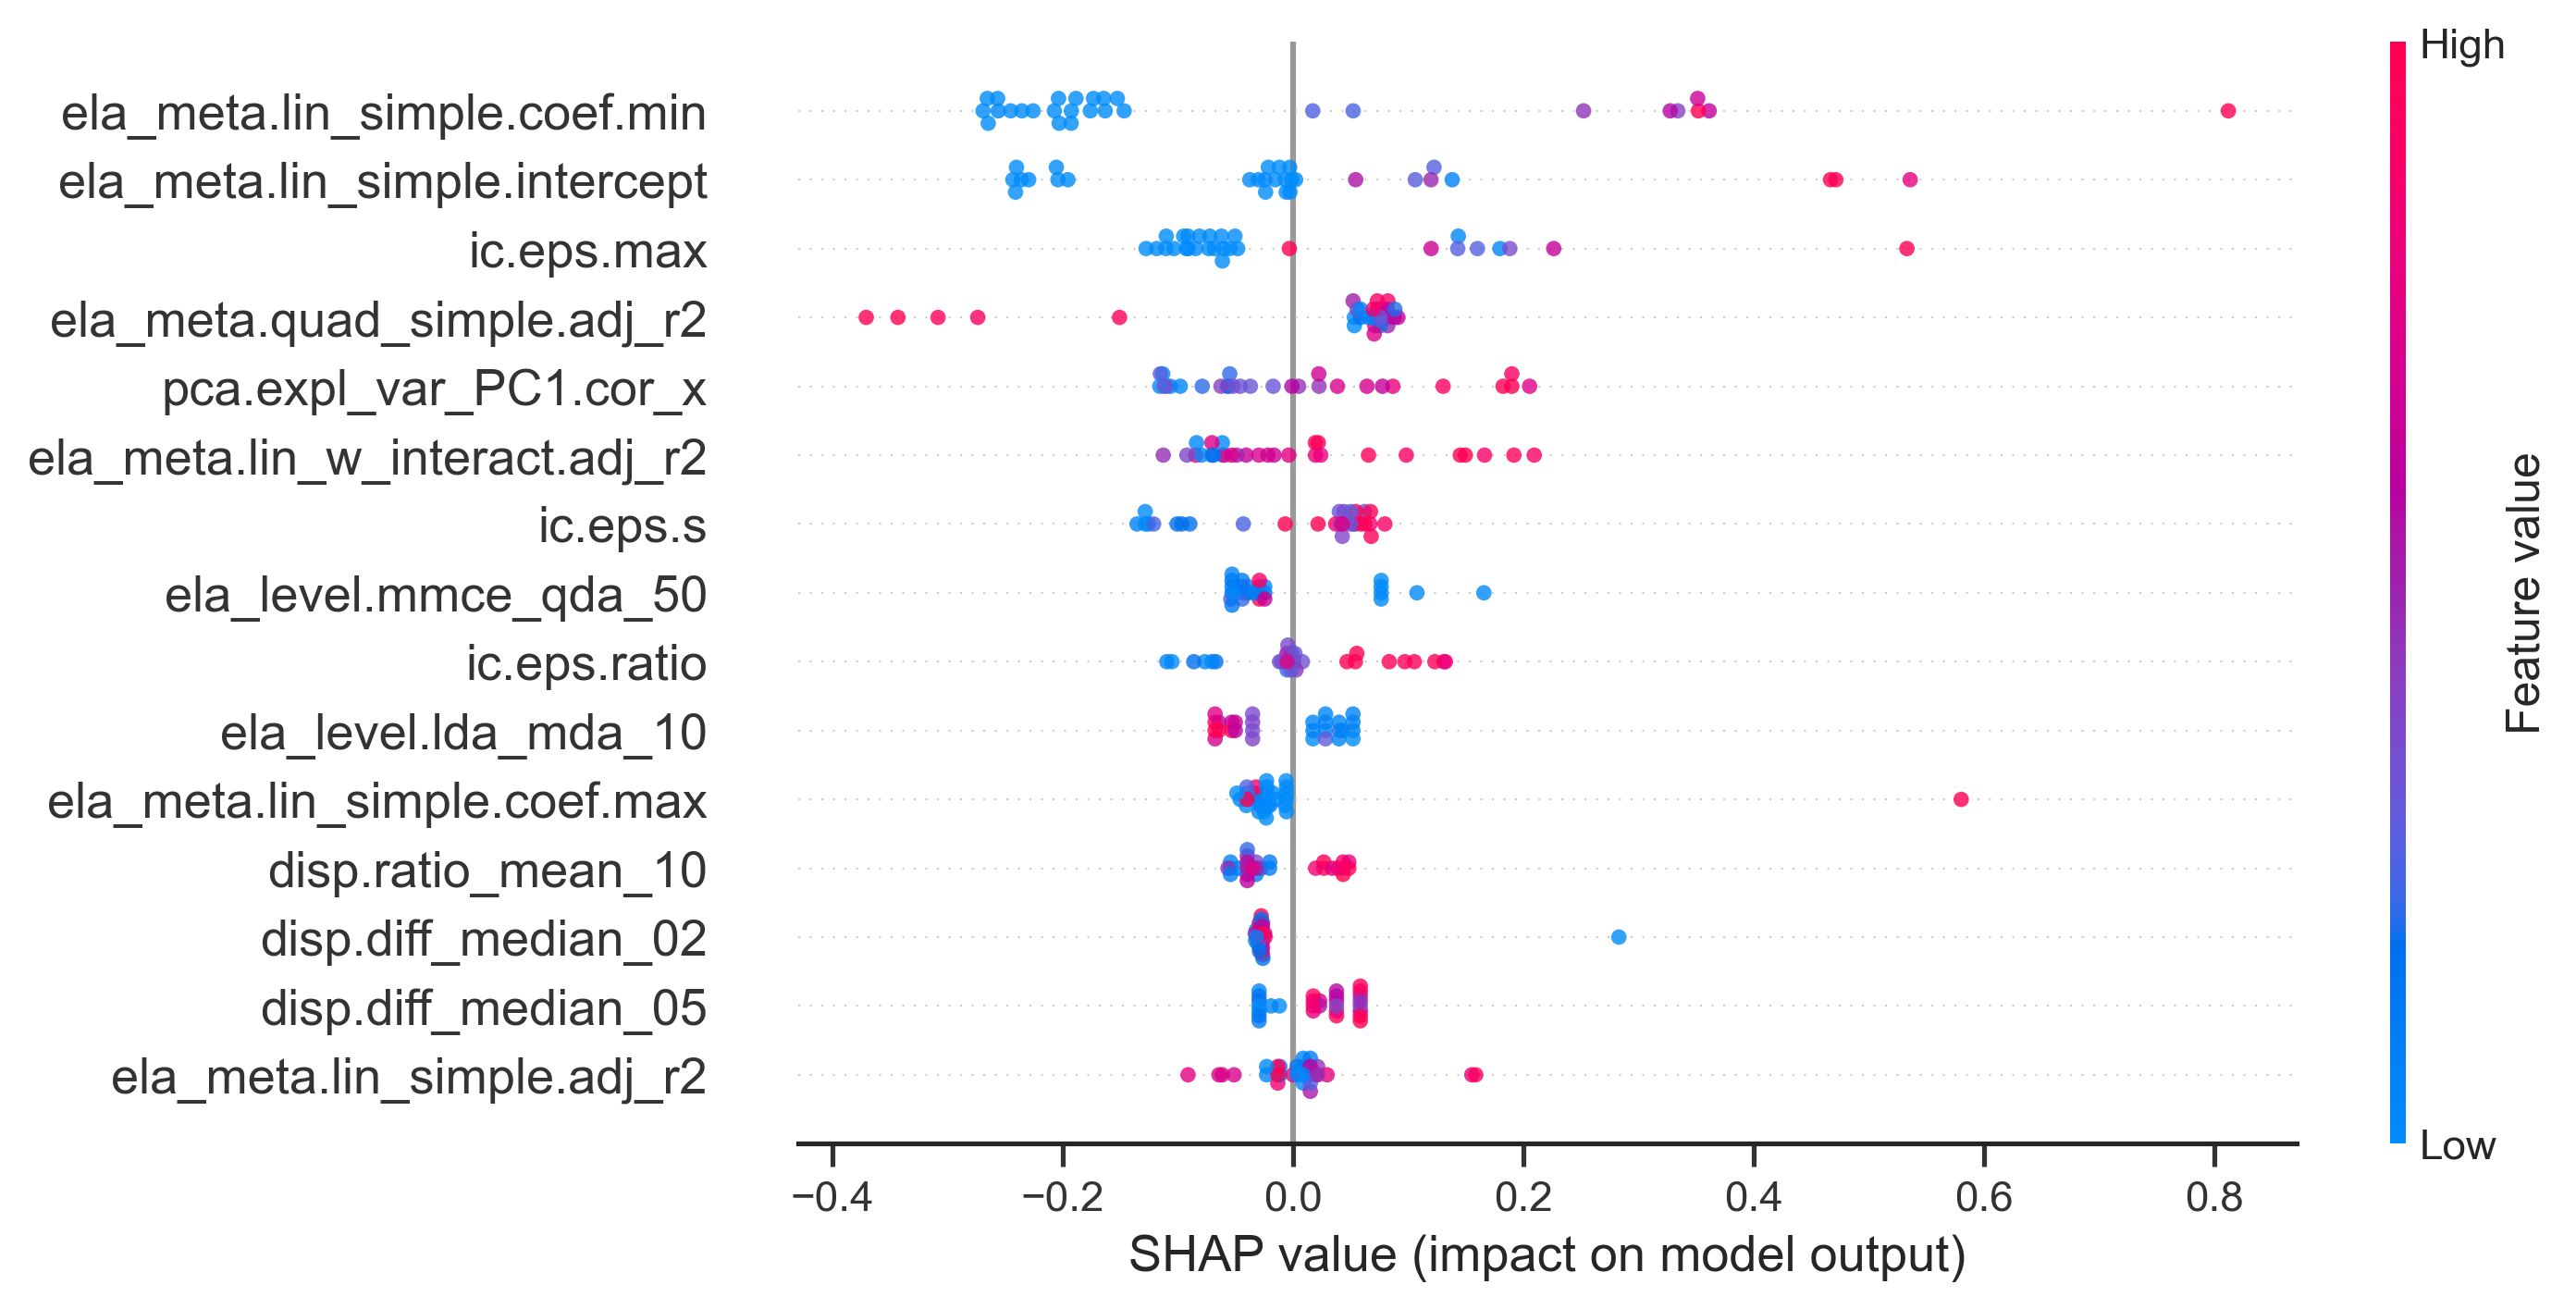 High
ela_meta.lin_simple.coef.min
ela_meta.lin_simple.intercept
ic.eps.max
ela_meta.quad_simple.adj_r2
pca.expl_var_PC1.cor_x
ela_meta.lin_w_interact.adj_r2
ic.eps.s
ela_level.mmce_qda_50
ic.eps.ratio
ela_level.lda_mda_10
ela_meta.lin_simple.coef.max
disp.ratio_mean_10
disp.diff_median_02
disp.diff_median_05
ela_meta.lin_simple.adj_r2
Feature value
Low
−0.4 −0.2 0.0 0.2 0.4 0.6 0.8
SHAP value (impact on model output)